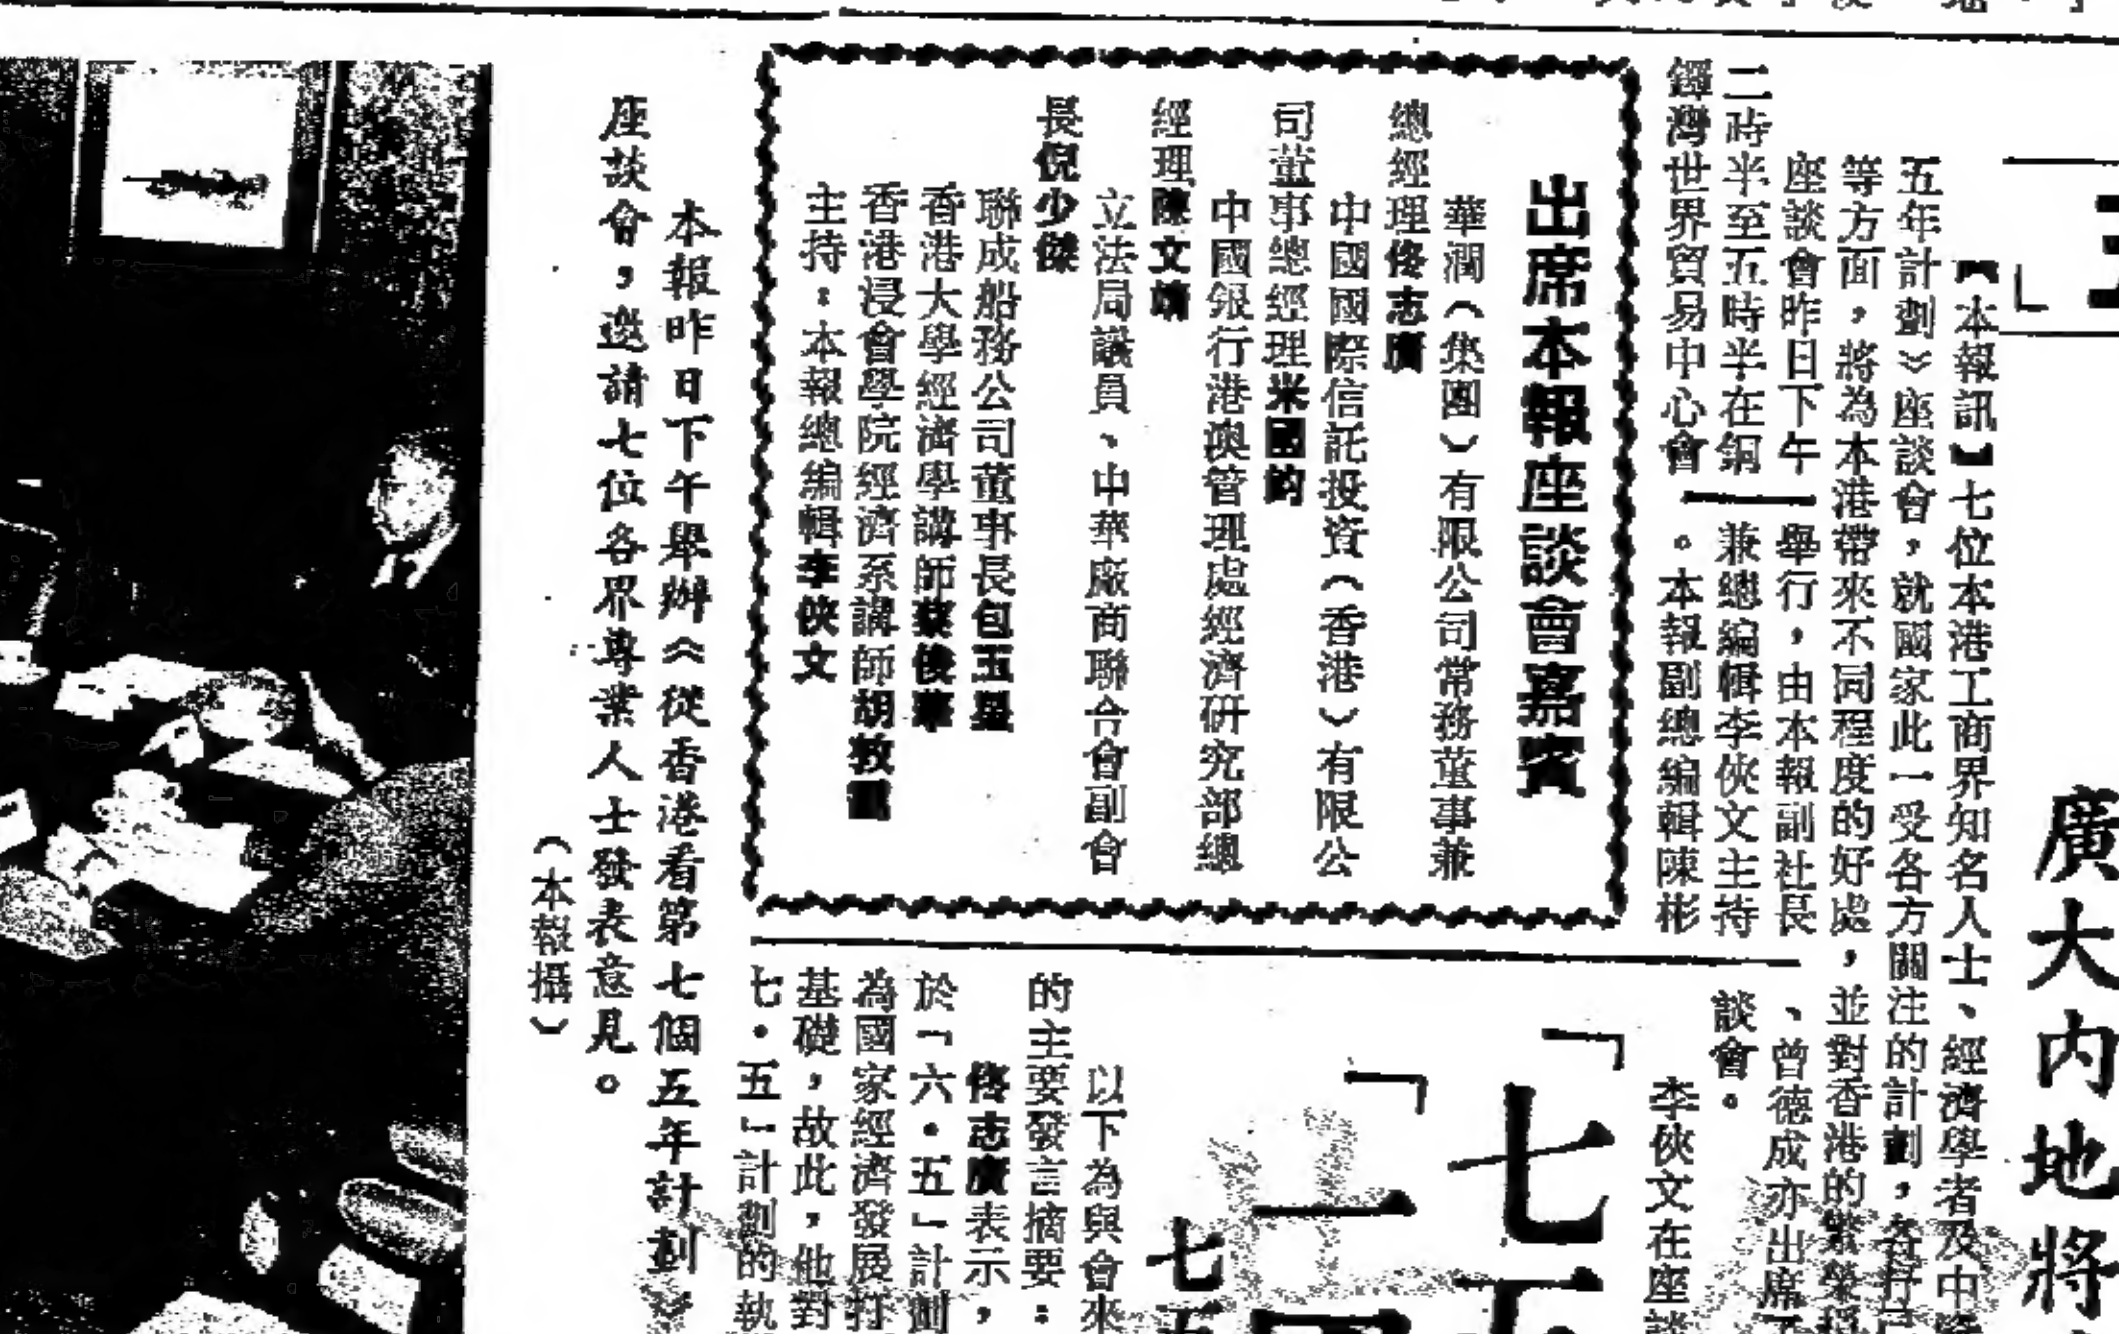 廣大內地將
【本報訊】七位本港工商界知名人士、經濟學者及中
五年計劃》座談會，就國家此一受各方關注的計劃，各
等方面，將為本港帶來不同程度的好處，並對香港的繁榮
座談會昨日下午
二時半至五時半在銅
鑼灣世界貿易中心會
舉行，由本報副社長
兼總編輯李俠文主持
。本報副總編輯陳彬
、曾德成亦出席
談會。
李俠文在座談
出席本報座談會嘉賓
華潤（集團）有限公司常務董事兼
總經理佟志廣
中國國際信託投資（香港）有限公
司董事總經理米國鈞
中國銀行港澳管理處經濟研究部總
經理陳文
立法局議員、中華廠商聯合會副會
長倪少傑
聯成船務公司董事長包玉星
香港大學經濟學講師蔡俊華
香港浸會學院經濟系講師胡敦
主持：本報總編輯李俠文
本報昨日下午舉辦《從香港看第七個五年計劃》
座談會，邀請七位各界專業人士發表意見。
（本報攝）
「七五
「一
七五
以下為與會來
的主要發言摘要：
佟志廣表示，
於「六・五」計劃
為國家經濟發展打
基礎，故此，他對
七・五」計劃的執